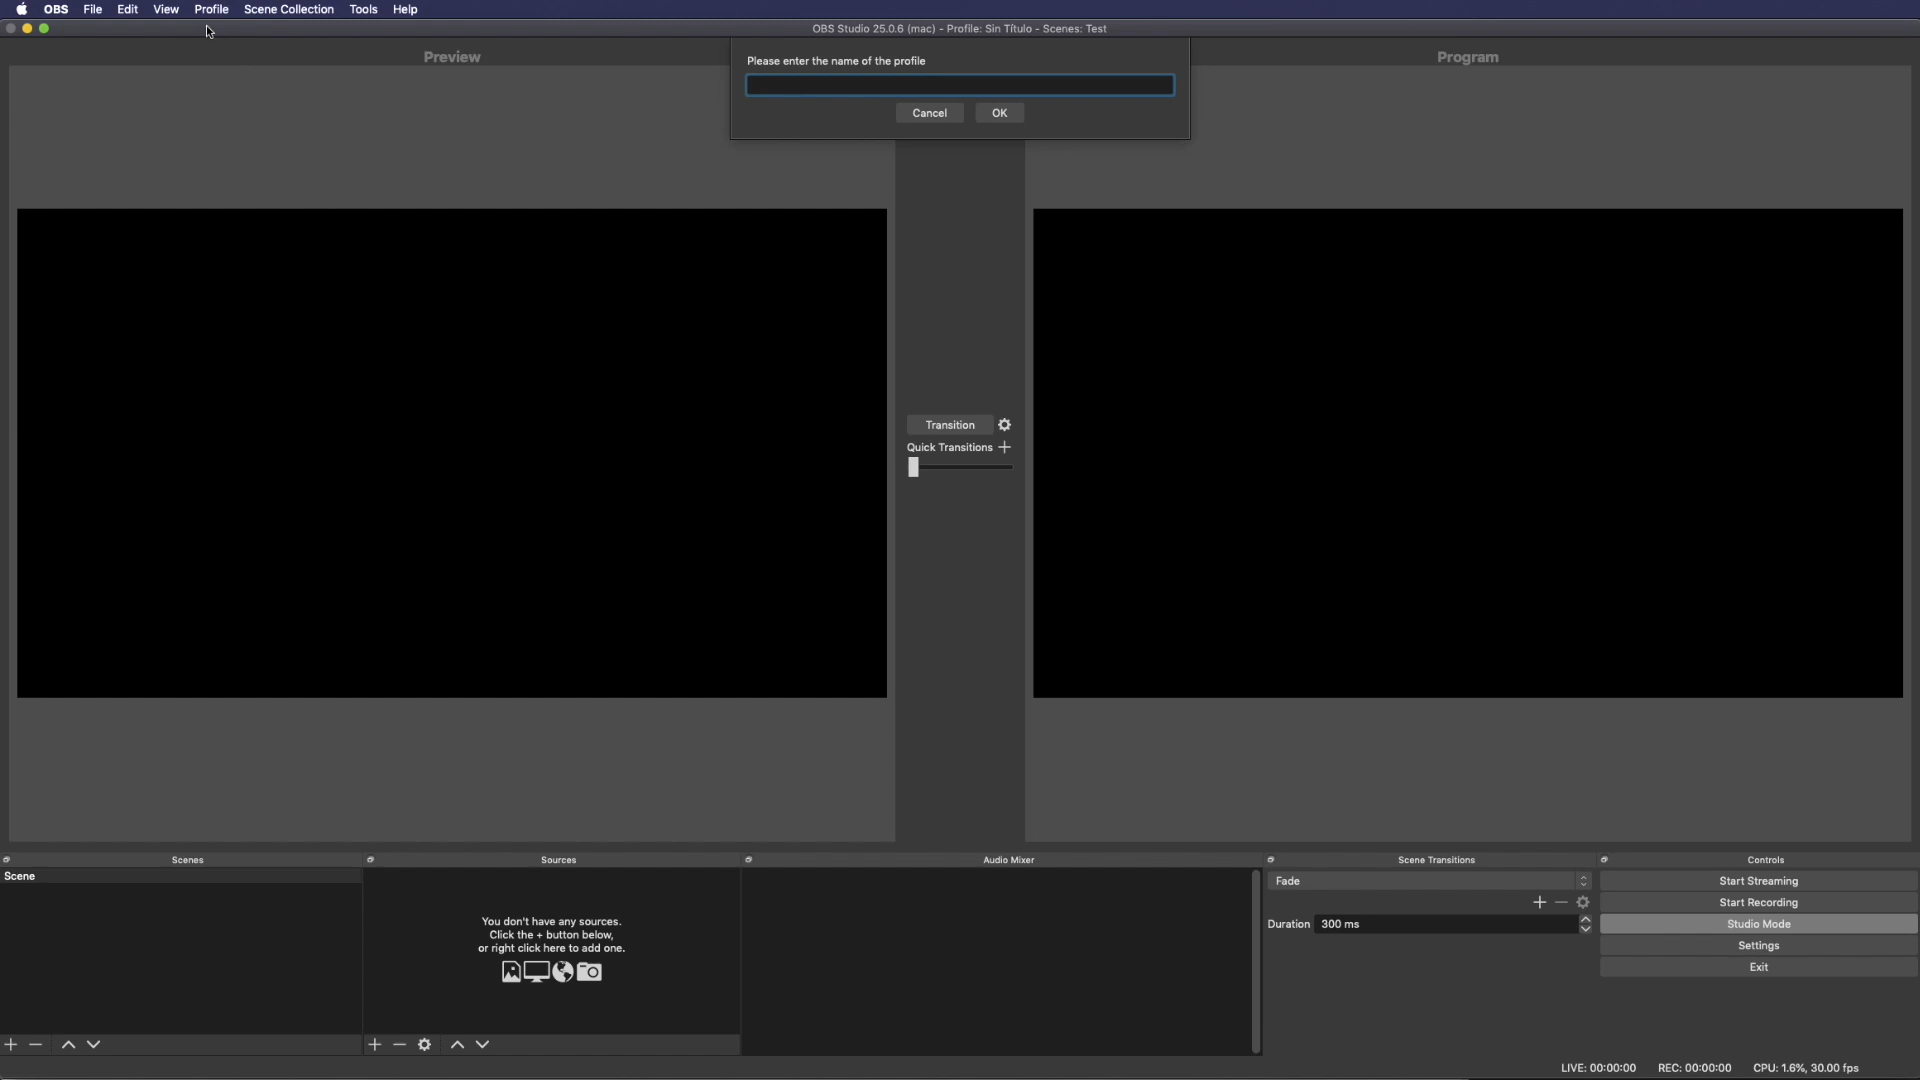 OBS File Edit View Profile Scene Collection Tools Help
OBS Studio 25.0.6 (mac) - Profile: Sin Título - Scenes: Test
Preview
Program
Please enter the name of the profile
Cancel OK
Transition
Quick Transitions
Scenes
Scene
Sources
You don't have any sources.
Click the + button below,
or right click here to add one.
Audio Mixer
Scene Transitions
Fade
Duration 300 ms
Controls
Start Streaming
Start Recording
Studio Mode
Settings
Exit
LIVE: 00:00:00 REC: 00:00:00 CPU: 1.6%, 30.00 fps